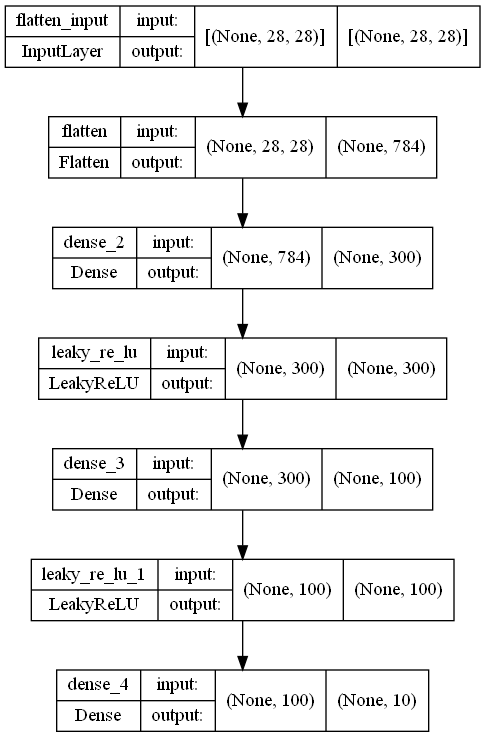 flatten_input input: [(None, 28, 28)] [(None, 28, 28)]
InputLayer output:
flatten input: (None, 28, 28) (None, 784)
Flatten output:
dense_2 input: (None, 784) (None, 300)
Dense output:
leaky_re_lu input: (None, 300) (None, 300)
LeakyReLU output:
dense_3 input: (None, 300) (None, 100)
Dense output:
leaky_re_lu_1 input: (None, 100) (None, 100)
LeakyReLU output:
dense_4 input: (None, 100) (None, 10)
Dense output: